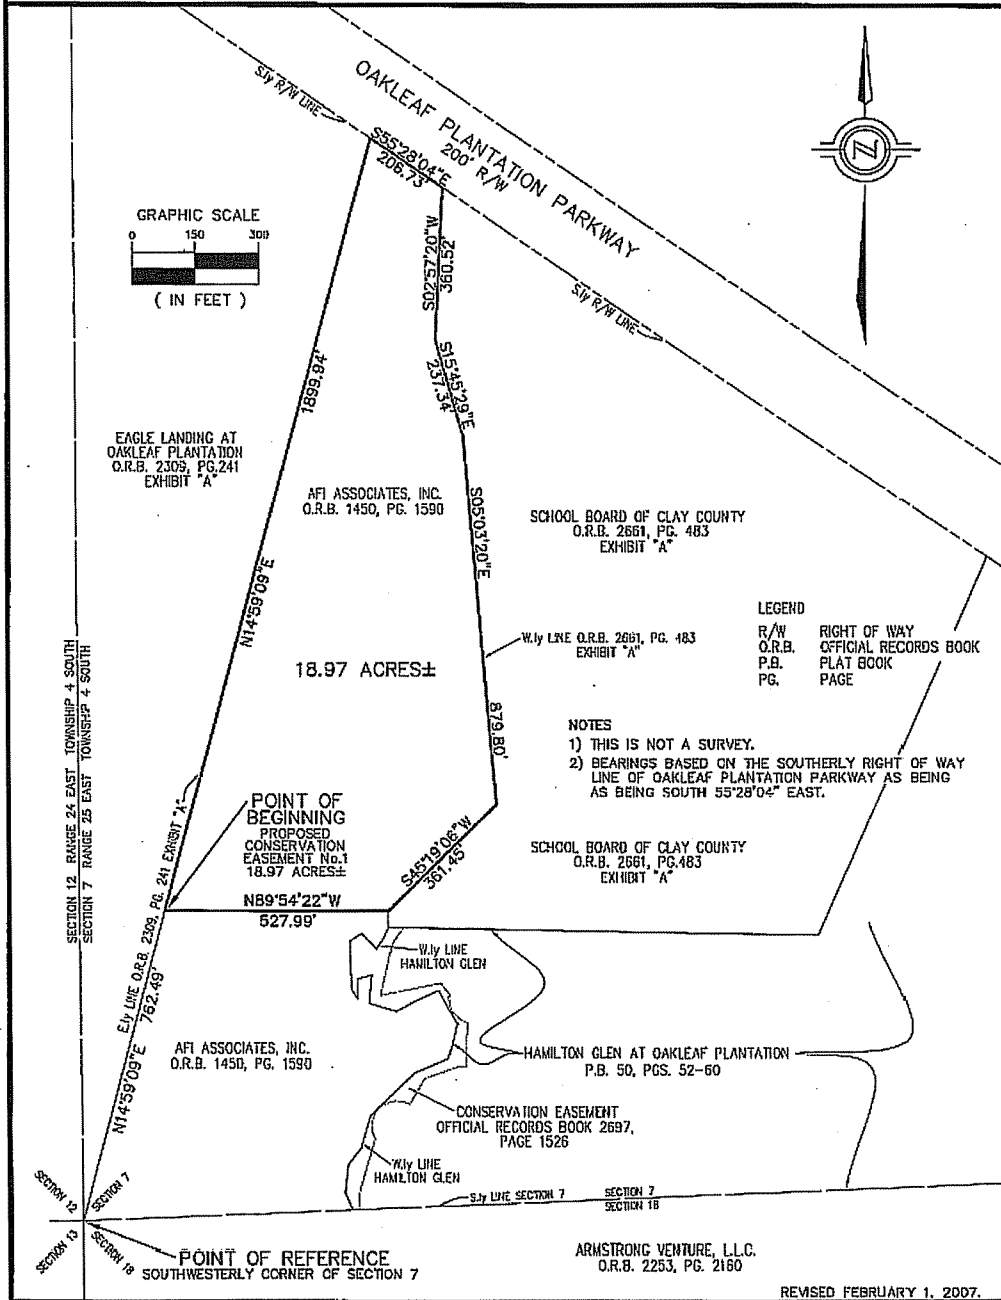 OAKLEAF PLANTATION PARKWAY
200' R/W
S.ly R/W LINE
S55°28'04"E
206.73'
GRAPHIC SCALE
0 150 300
( IN FEET )
S02°57'20"W
360.52'
S.ly R/W LINE
S15°45'29"E
237.34'
1899.94'
N14°59'09"E
EAGLE LANDING AT
OAKLEAF PLANTATION
O.R.B. 2309, PG.241
EXHIBIT "A"
AFI ASSOCIATES, INC.
O.R.B. 1450, PG. 1590
S05°03'20"E
879.80'
SCHOOL BOARD OF CLAY COUNTY
O.R.B. 2661, PG. 483
EXHIBIT "A"
LEGEND
R/W RIGHT OF WAY
O.R.B. OFFICIAL RECORDS BOOK
P.B. PLAT BOOK
PG. PAGE
W.ly LINE O.R.B. 2661, PG. 483
EXHIBIT "A"
18.97 ACRES±
NOTES
1) THIS IS NOT A SURVEY.
2) BEARINGS BASED ON THE SOUTHERLY RIGHT OF WAY
LINE OF OAKLEAF PLANTATION PARKWAY AS BEING
AS BEING SOUTH 55°28'04" EAST.
SECTION 12 RANGE 24 EAST TOWNSHIP 4 SOUTH
SECTION 7 RANGE 25 EAST TOWNSHIP 4 SOUTH
POINT OF
BEGINNING
PROPOSED
CONSERVATION
EASEMENT No.1
18.97 ACRES±
S45°19'06"W
361.45'
SCHOOL BOARD OF CLAY COUNTY
O.R.B. 2661, PG.483
EXHIBIT "A"
N89°54'22"W
527.99'
E.ly LINE O.R.B. 2309, PG. 241 EXHIBIT "A"
N14°59'09"E 762.49'
W.ly LINE
HAMILTON GLEN
AFI ASSOCIATES, INC.
O.R.B. 1450, PG. 1590
HAMILTON GLEN AT OAKLEAF PLANTATION
P.B. 50, PGS. 52-60
CONSERVATION EASEMENT
OFFICIAL RECORDS BOOK 2697,
PAGE 1526
W.ly LINE
HAMILTON GLEN
SECTION 12
SECTION 7
S.ly LINE SECTION 7
SECTION 7
SECTION 18
SECTION 13
SECTION 18
POINT OF REFERENCE
SOUTHWESTERLY CORNER OF SECTION 7
ARMSTRONG VENTURE, L.L.C.
O.R.B. 2253, PG. 2160
REVISED FEBRUARY 1, 2007.